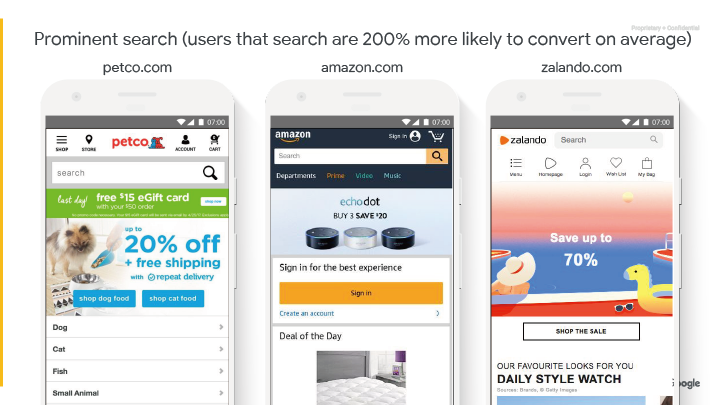 Proprietary + Confidential
Prominent search (users that search are 200% more likely to convert on average)
petco.com
amazon.com
zalando.com
07:00
SHOP
STORE
petco
ACCOUNT
CART
search
last day!
free $15 eGift card
with your $50 order
shop now
up to
20% off
+ free shipping
with repeat delivery
shop dog food
shop cat food
Dog
Cat
Fish
Small Animal
07:00
amazon
Sign in
Search
Departments Prime Video Music
echo dot
BUY 3 SAVE $20
Sign in for the best experience
Sign in
Create an account
Deal of the Day
07:00
zalando
Search
Menu
Homepage
Login
Wish List
My Bag
Save up to
70%
SHOP THE SALE
OUR FAVOURITE LOOKS FOR YOU
DAILY STYLE WATCH
Sources: Brands, © Getty Images
oogle